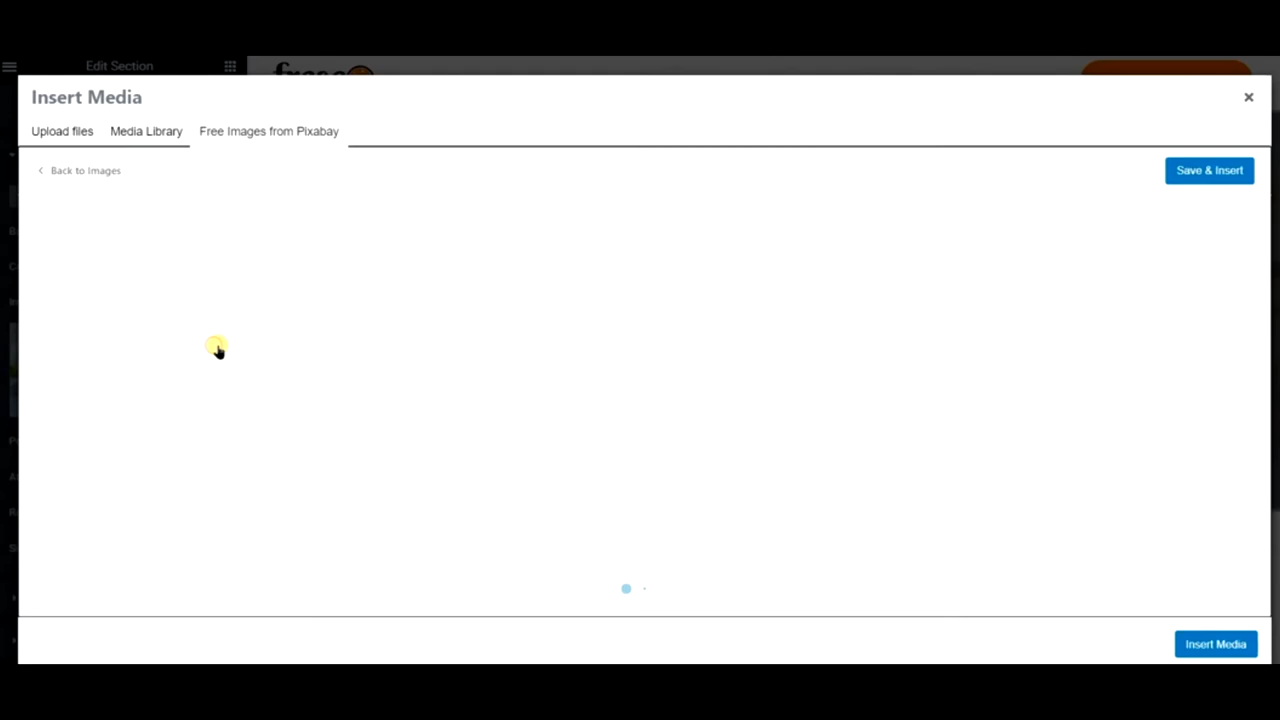 Edit Section
Insert Media
×
Upload files Media Library Free Images from Pixabay
< Back to Images
Save & Insert
Insert Media